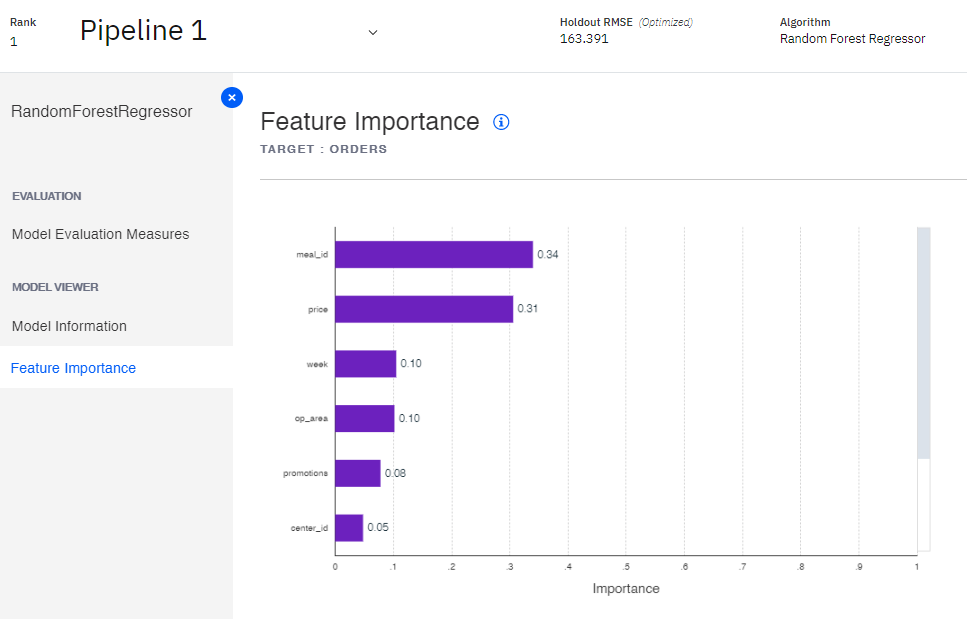 Rank
1
Pipeline 1
Holdout RMSE (Optimized)
163.391
Algorithm
Random Forest Regressor
RandomForestRegressor
EVALUATION
Model Evaluation Measures
MODEL VIEWER
Model Information
Feature Importance
Feature Importance
TARGET : ORDERS
meal_id 0.34
price 0.31
week 0.10
op_area 0.10
promotions 0.08
center_id 0.05
0 .1 .2 .3 .4 .5 .6 .7 .8 .9 1
Importance